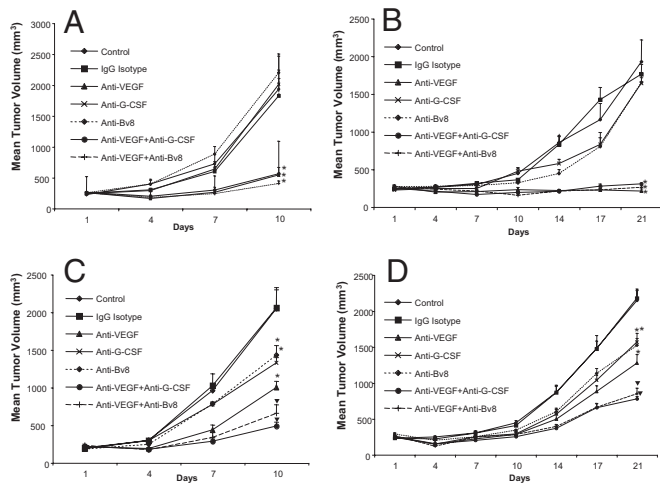 A
Mean Tumor Volume (mm³)
3000
2500
2000
1500
1000
500
0
Control
IgG Isotype
Anti-VEGF
Anti-G-CSF
Anti-Bv8
Anti-VEGF+Anti-G-CSF
Anti-VEGF+Anti-Bv8
*
*
*
1 4 7 10
Days
B
Mean Tumor Volume (mm³)
2500
2000
1500
1000
500
0
Control
IgG Isotype
Anti-VEGF
Anti-G-CSF
Anti-Bv8
Anti-VEGF+Anti-G-CSF
Anti-VEGF+Anti-Bv8
*
*
*
1 4 7 10 14 17 21
Days
C
Mean Tumor Volume (mm³)
2500
2000
1500
1000
500
0
Control
IgG Isotype
Anti-VEGF
Anti-G-CSF
Anti-Bv8
Anti-VEGF+Anti-G-CSF
Anti-VEGF+Anti-Bv8
*
*
*
1 4 7 10
Days
D
Mean Tumor Volume (mm³)
2500
2000
1500
1000
500
0
Control
IgG Isotype
Anti-VEGF
Anti-G-CSF
Anti-Bv8
Anti-VEGF+Anti-G-CSF
Anti-VEGF+Anti-Bv8
**
*
1 4 7 10 14 17 21
Days